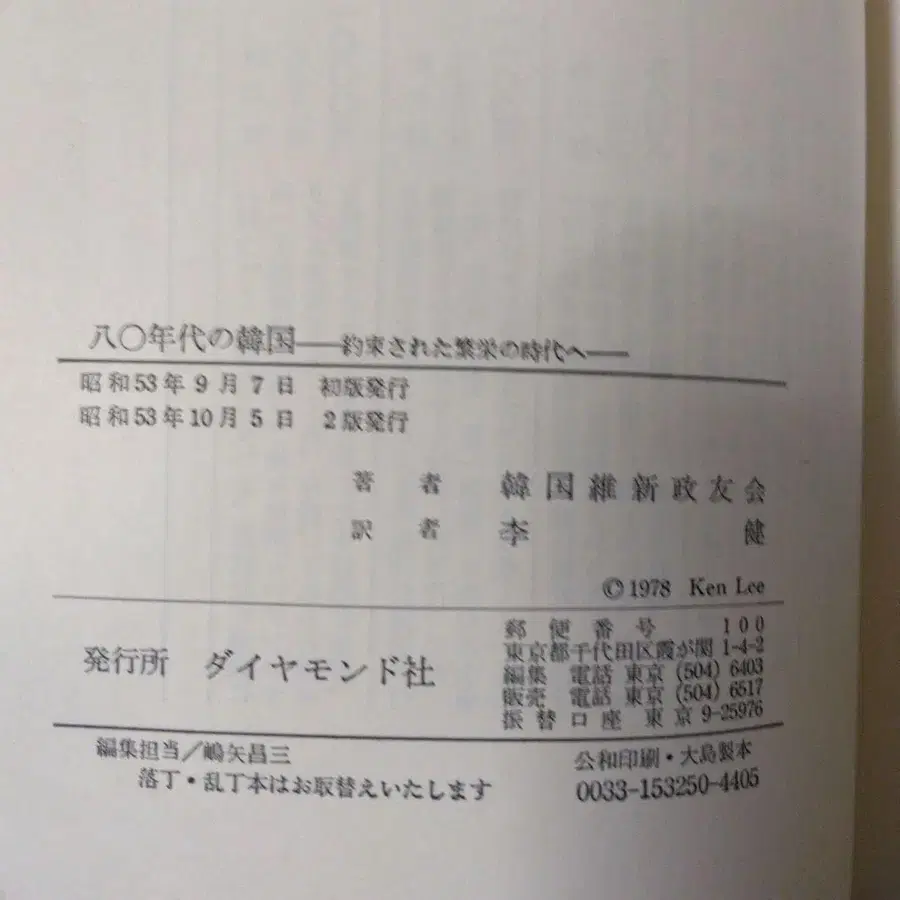 八〇年代の韓国――約束された繁栄の時代へ――
昭和53年9月7日 初版発行
昭和53年10月5日 2版発行
著者 韓国維新政友会
訳者 李健
©1978 Ken Lee
発行所 ダイヤモンド社
郵便番号 100
東京都千代田区霞が関 1-4-2
編集 電話 東京 (504) 6403
販売 電話 東京 (504) 6517
振替口座 東京 9-25976
編集担当/嶋矢昌三
公和印刷・大島製本
落丁・乱丁本はお取替えいたします
0033-153250-4405